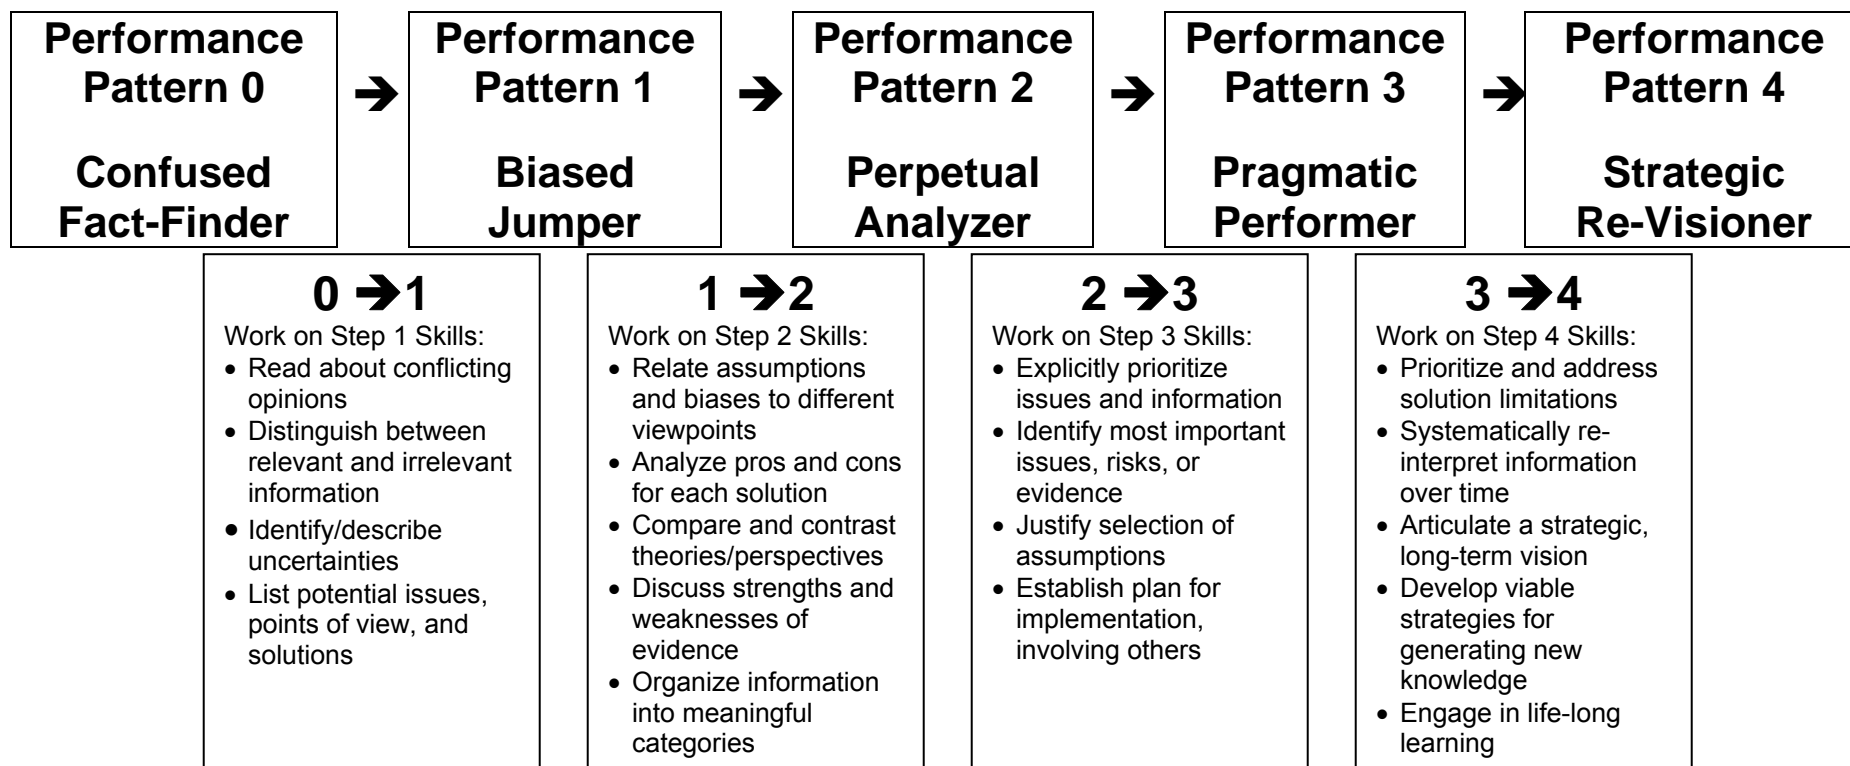 Performance
Pattern 0
Confused
Fact-Finder
➔
Performance
Pattern 1
Biased
Jumper
➔
Performance
Pattern 2
Perpetual
Analyzer
➔
Performance
Pattern 3
Pragmatic
Performer
➔
Performance
Pattern 4
Strategic
Re-Visioner
0 ➔1
Work on Step 1 Skills:
• Read about conflicting
opinions
• Distinguish between
relevant and irrelevant
information
• Identify/describe
uncertainties
• List potential issues,
points of view, and
solutions
1 ➔2
Work on Step 2 Skills:
• Relate assumptions
and biases to different
viewpoints
• Analyze pros and cons
for each solution
• Compare and contrast
theories/perspectives
• Discuss strengths and
weaknesses of
evidence
• Organize information
into meaningful
categories
2 ➔3
Work on Step 3 Skills:
• Explicitly prioritize
issues and information
• Identify most important
issues, risks, or
evidence
• Justify selection of
assumptions
• Establish plan for
implementation,
involving others
3 ➔4
Work on Step 4 Skills:
• Prioritize and address
solution limitations
• Systematically re-
interpret information
over time
• Articulate a strategic,
long-term vision
• Develop viable
strategies for
generating new
knowledge
• Engage in life-long
learning